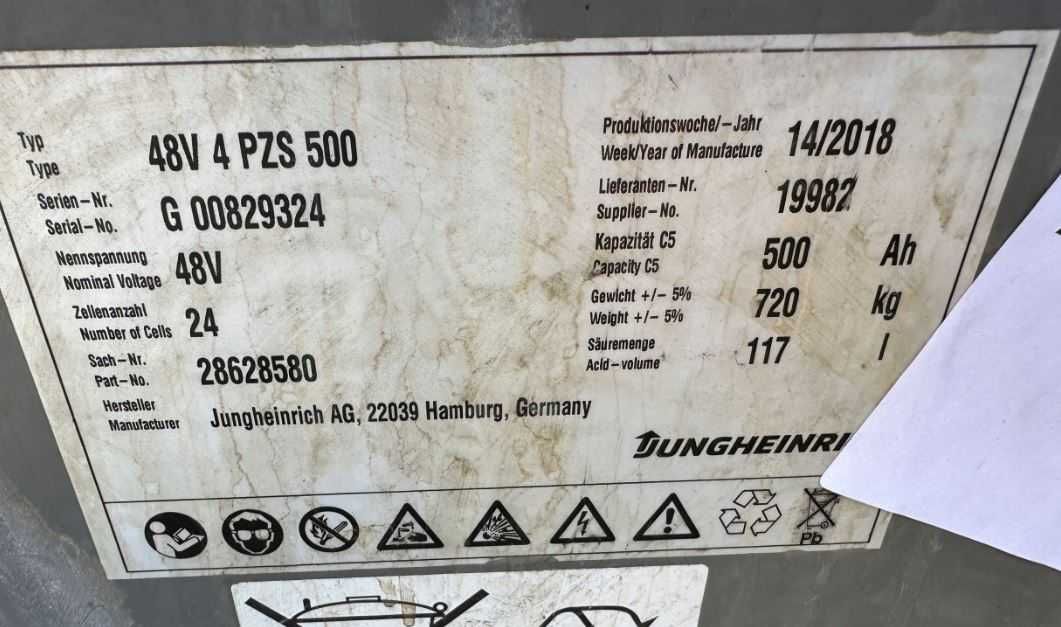 Typ
Type
48V 4 PZS 500
Serien-Nr.
Serial-No.
G 00829324
Nennspannung
Nominal Voltage
48V
Zellenanzahl
Number of Cells
24
Sach-Nr.
Part-No.
28628580
Hersteller
Manufacturer
Jungheinrich AG, 22039 Hamburg, Germany
Produktionswoche/-Jahr
Week/Year of Manufacture
14/2018
Lieferanten-Nr.
Supplier-No.
19982
Kapazität C5
Capacity C5
500 Ah
Gewicht +/- 5%
Weight +/- 5%
720 kg
Säuremenge
Acid-volume
117 l
JUNGHEINRI
Pb